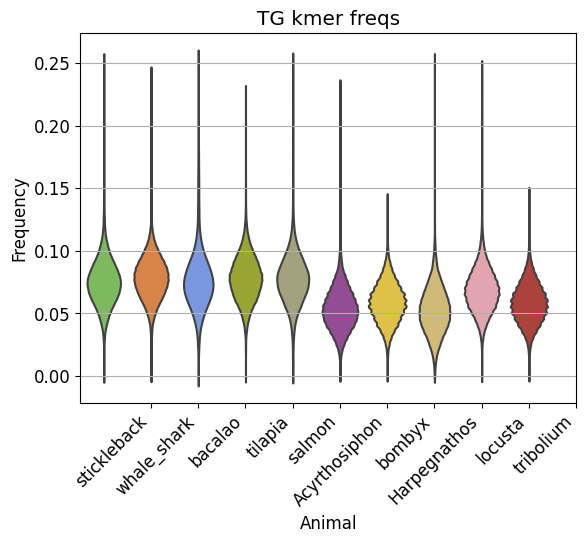 TG kmer freqs
Frequency
0.25
0.20
0.15
0.10
0.05
0.00
stickleback
whale_shark
bacalao
tilapia
salmon
Acyrthosiphon
bombyx
Harpegnathos
locusta
tribolium
Animal